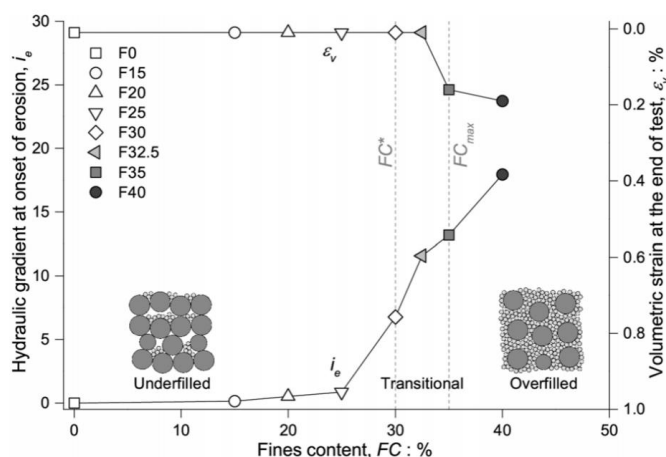 30
25
20
15
10
5
0
Hydraulic gradient at onset of erosion, i_e
F0
F15
F20
F25
F30
F32.5
F35
F40
ε_v
FC*
FC_max
i_e
Underfilled
Transitional
Overfilled
0.0
0.2
0.4
0.6
0.8
1.0
Volumetric strain at the end of test, ε_v : %
0
10
20
30
40
50
Fines content, FC : %